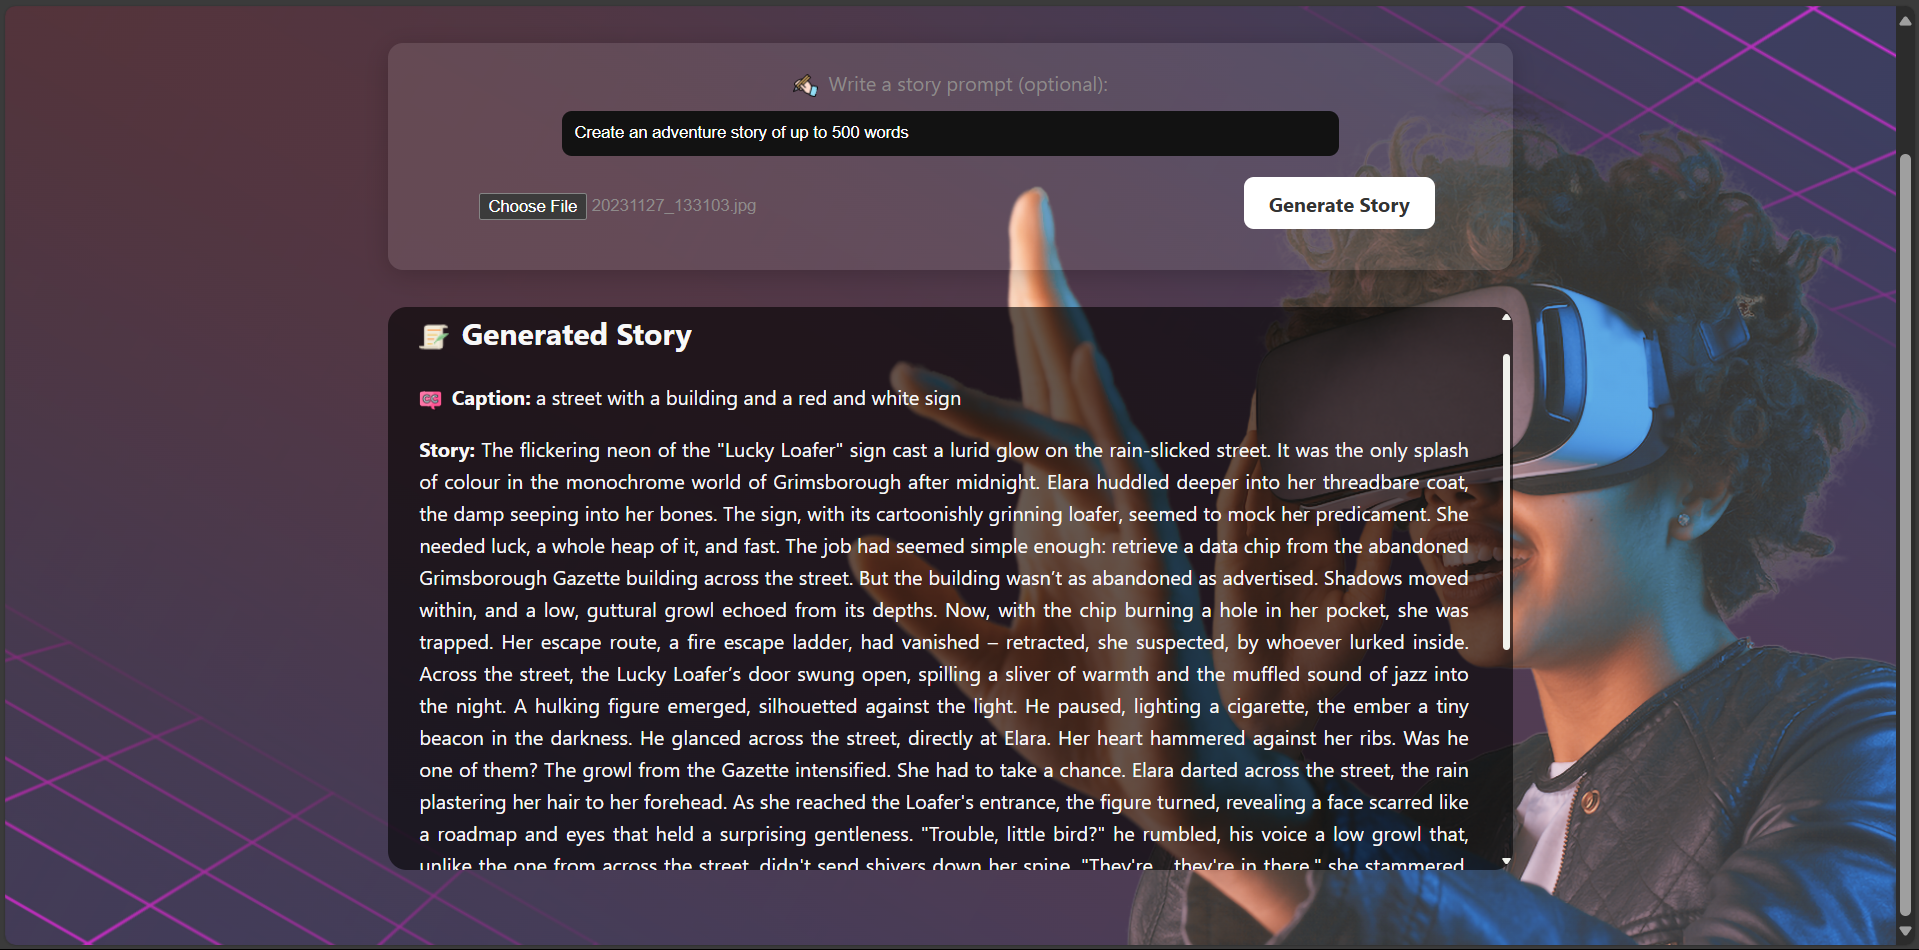 Write a story prompt (optional):
Create an adventure story of up to 500 words
Choose File 20231127_133103.jpg
Generate Story
Generated Story
Caption: a street with a building and a red and white sign
Story: The flickering neon of the "Lucky Loafer" sign cast a lurid glow on the rain-slicked street. It was the only splash
of colour in the monochrome world of Grimsborough after midnight. Elara huddled deeper into her threadbare coat,
the damp seeping into her bones. The sign, with its cartoonishly grinning loafer, seemed to mock her predicament. She
needed luck, a whole heap of it, and fast. The job had seemed simple enough: retrieve a data chip from the abandoned
Grimsborough Gazette building across the street. But the building wasn’t as abandoned as advertised. Shadows moved
within, and a low, guttural growl echoed from its depths. Now, with the chip burning a hole in her pocket, she was
trapped. Her escape route, a fire escape ladder, had vanished – retracted, she suspected, by whoever lurked inside.
Across the street, the Lucky Loafer’s door swung open, spilling a sliver of warmth and the muffled sound of jazz into
the night. A hulking figure emerged, silhouetted against the light. He paused, lighting a cigarette, the ember a tiny
beacon in the darkness. He glanced across the street, directly at Elara. Her heart hammered against her ribs. Was he
one of them? The growl from the Gazette intensified. She had to take a chance. Elara darted across the street, the rain
plastering her hair to her forehead. As she reached the Loafer's entrance, the figure turned, revealing a face scarred like
a roadmap and eyes that held a surprising gentleness. "Trouble, little bird?" he rumbled, his voice a low growl that,
unlike the one from across the street, didn't send shivers down her spine. "They're... they're in there," she stammered,